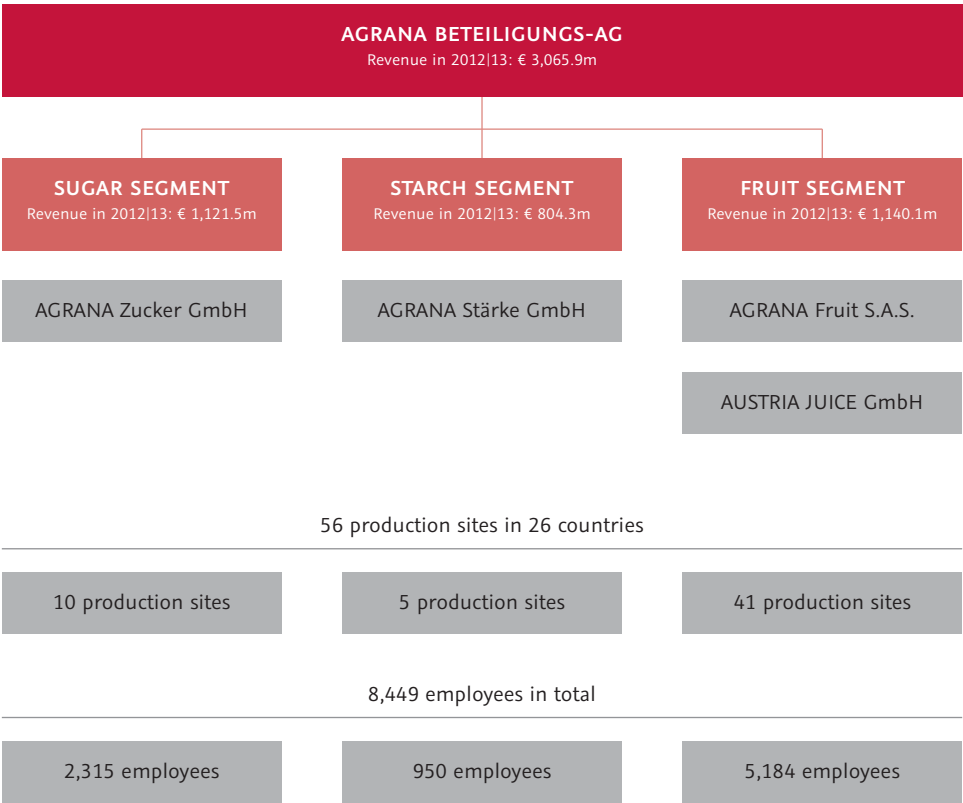 AGRANA BETEILIGUNGS-AG
Revenue in 2012|13: € 3,065.9m
SUGAR SEGMENT
Revenue in 2012|13: € 1,121.5m
STARCH SEGMENT
Revenue in 2012|13: € 804.3m
FRUIT SEGMENT
Revenue in 2012|13: € 1,140.1m
AGRANA Zucker GmbH
AGRANA Stärke GmbH
AGRANA Fruit S.A.S.
AUSTRIA JUICE GmbH
56 production sites in 26 countries
10 production sites
5 production sites
41 production sites
8,449 employees in total
2,315 employees
950 employees
5,184 employees